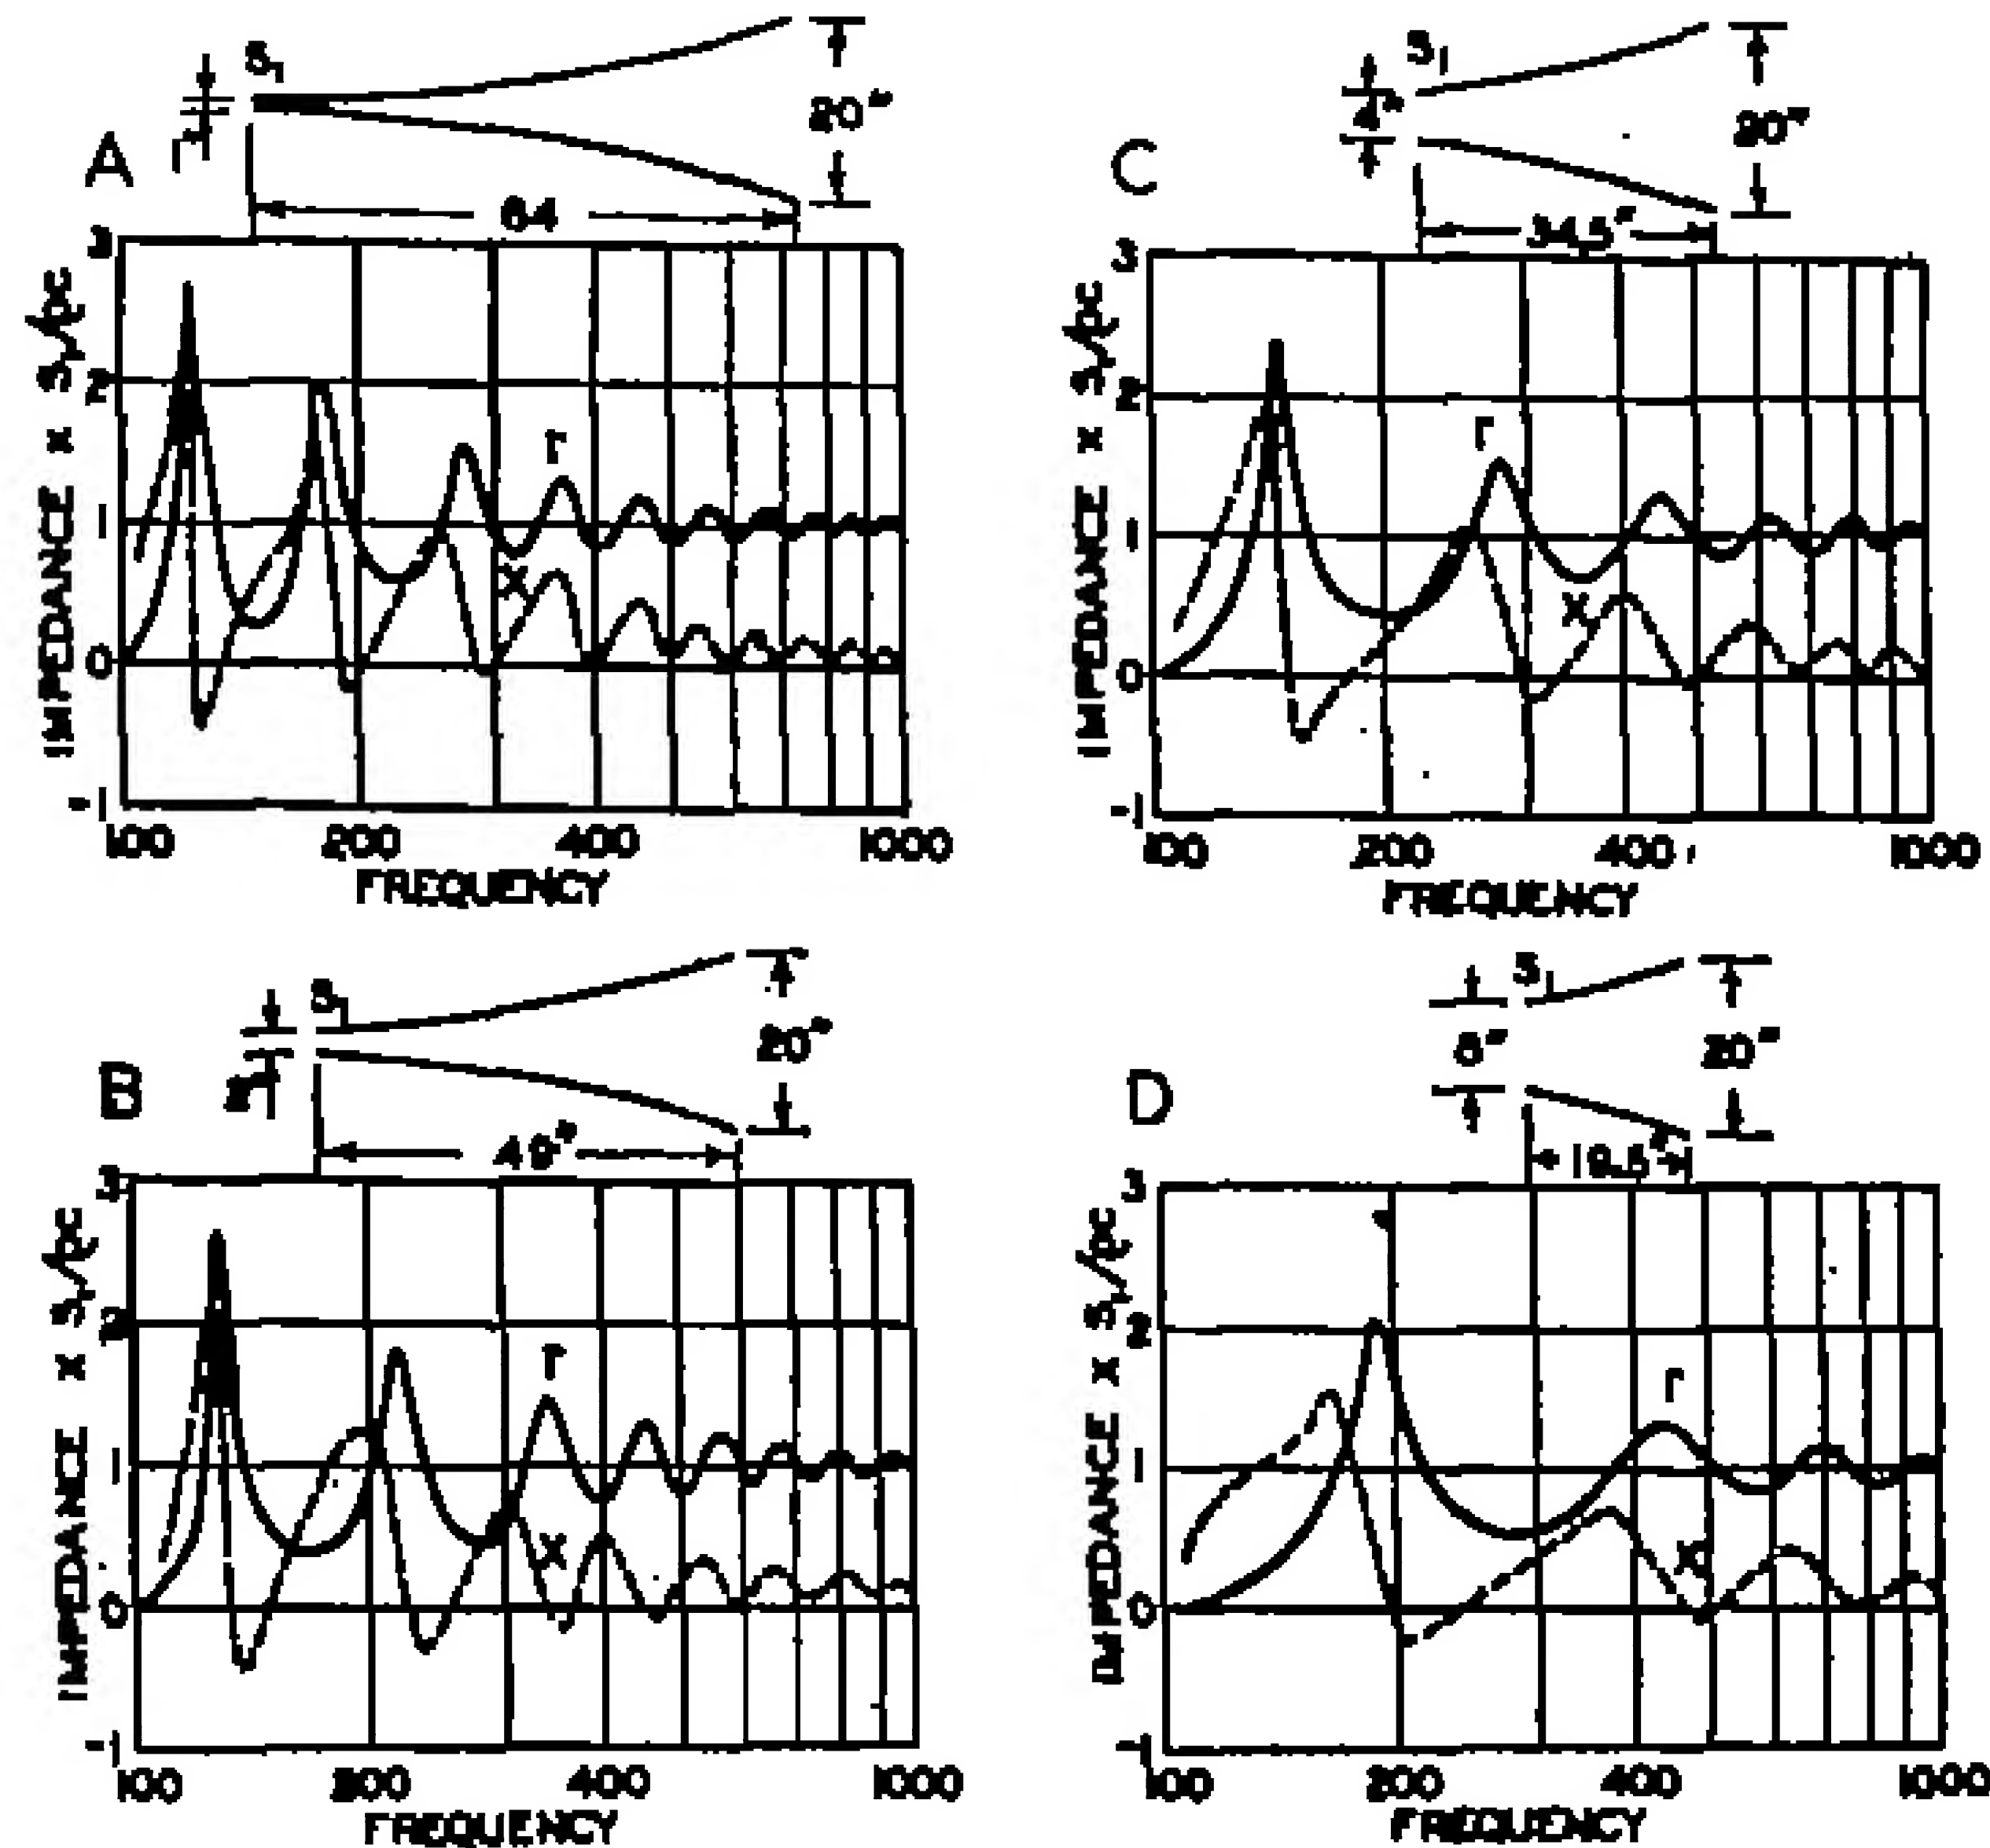 A
S₁
1"
20"
64
IMPEDANCE x S₁/ρc
3
2
1
0
-1
r
x
100 200 400 1000
FREQUENCY
C
S₁
4"
20"
34.5"
IMPEDANCE x S₁/ρc
3
2
1
0
-1
r
x
100 200 400 1000
FREQUENCY
B
S₁
20"
49"
IMPEDANCE x S₁/ρc
3
2
1
0
-1
r
x
100 200 400 1000
FREQUENCY
D
S₁
8"
20"
19.5"
IMPEDANCE x S₁/ρc
3
2
1
0
-1
r
x
100 200 400 1000
FREQUENCY